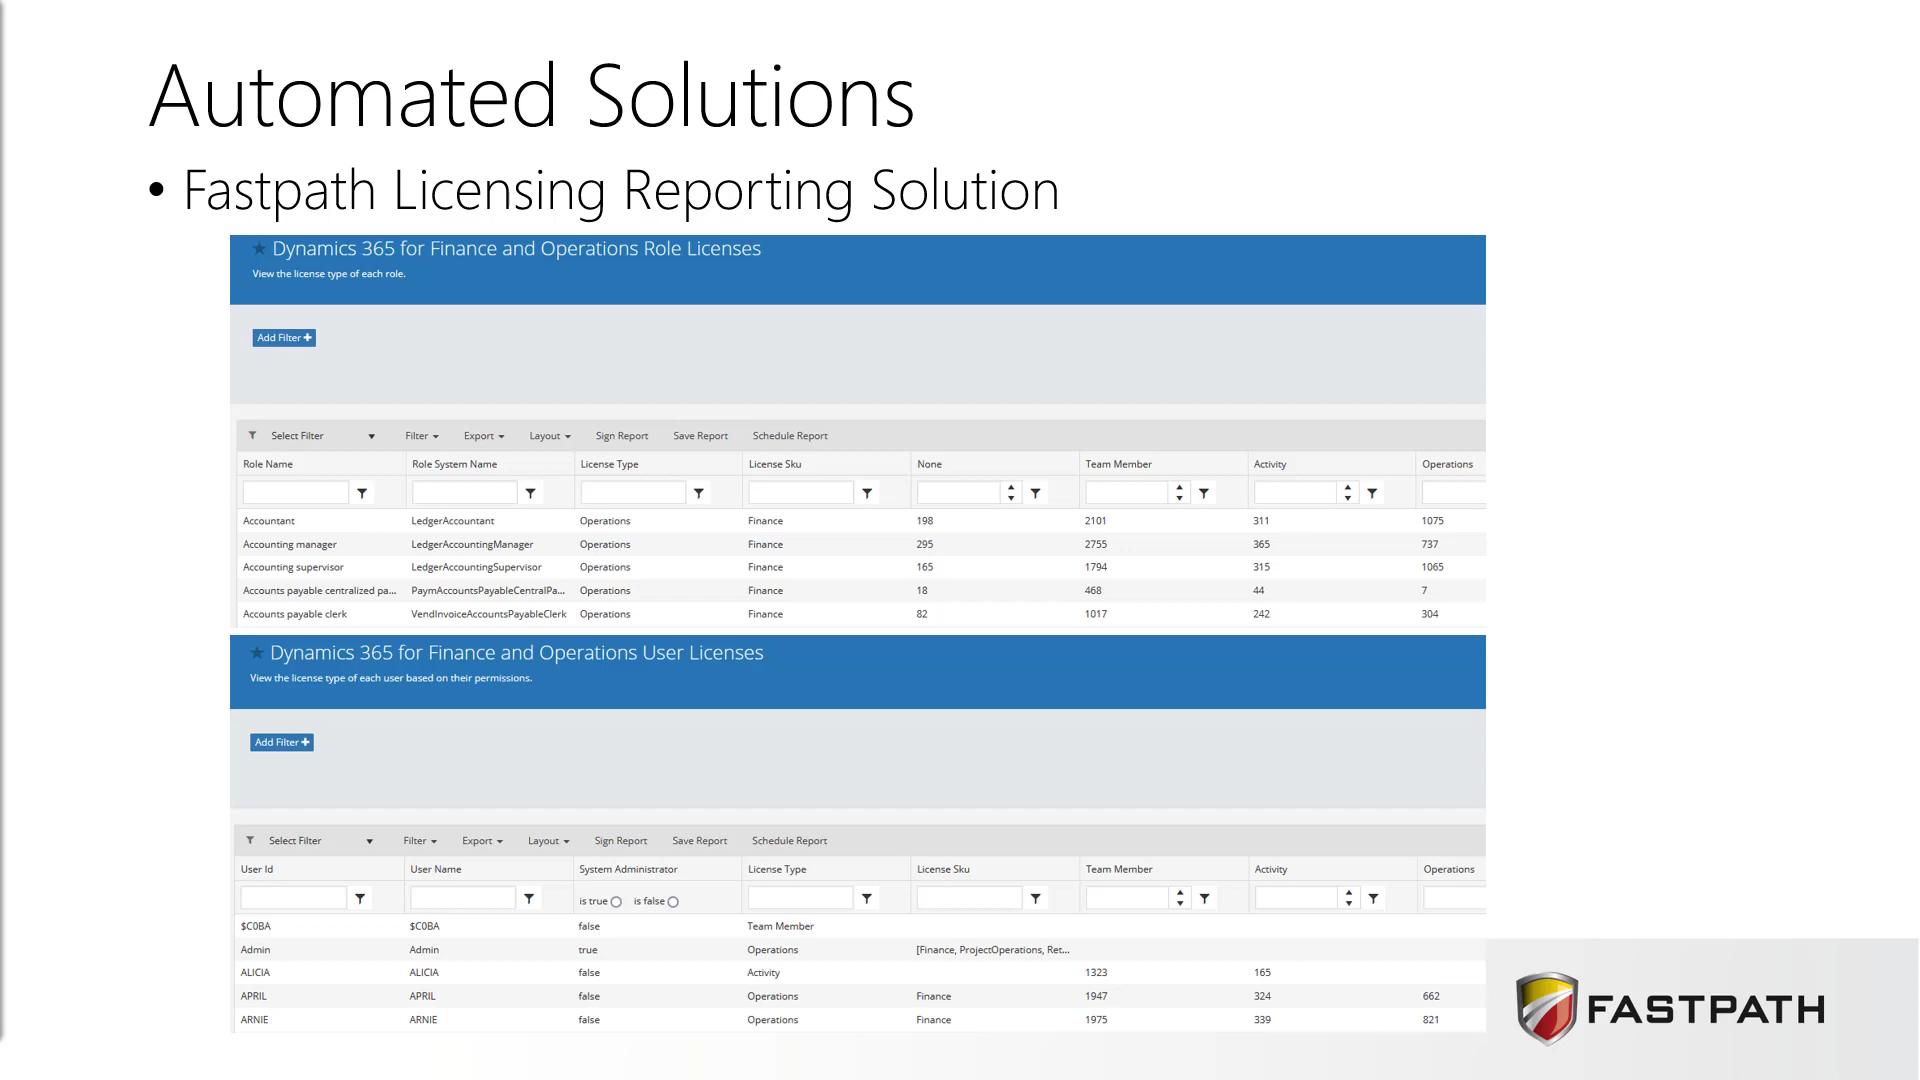 Automated Solutions
• Fastpath Licensing Reporting Solution
★ Dynamics 365 for Finance and Operations Role Licenses
View the license type of each role.
Add Filter +
Select Filter Filter Export Layout Sign Report Save Report Schedule Report
Role Name Role System Name License Type License Sku None Team Member Activity Operations
Accountant LedgerAccountant Operations Finance 198 2101 311 1075
Accounting manager LedgerAccountingManager Operations Finance 295 2755 365 737
Accounting supervisor LedgerAccountingSupervisor Operations Finance 165 1794 315 1065
Accounts payable centralized pa... PaymAccountsPayableCentralPa... Operations Finance 18 468 44 7
Accounts payable clerk VendInvoiceAccountsPayableClerk Operations Finance 82 1017 242 304
★ Dynamics 365 for Finance and Operations User Licenses
View the license type of each user based on their permissions.
Add Filter +
Select Filter Filter Export Layout Sign Report Save Report Schedule Report
User Id User Name System Administrator License Type License Sku Team Member Activity Operations
is true is false
$C0BA $C0BA false Team Member
Admin Admin true Operations [Finance, ProjectOperations, Ret...
ALICIA ALICIA false Activity 1323 165
APRIL APRIL false Operations Finance 1947 324 662
ARNIE ARNIE false Operations Finance 1975 339 821
FASTPATH